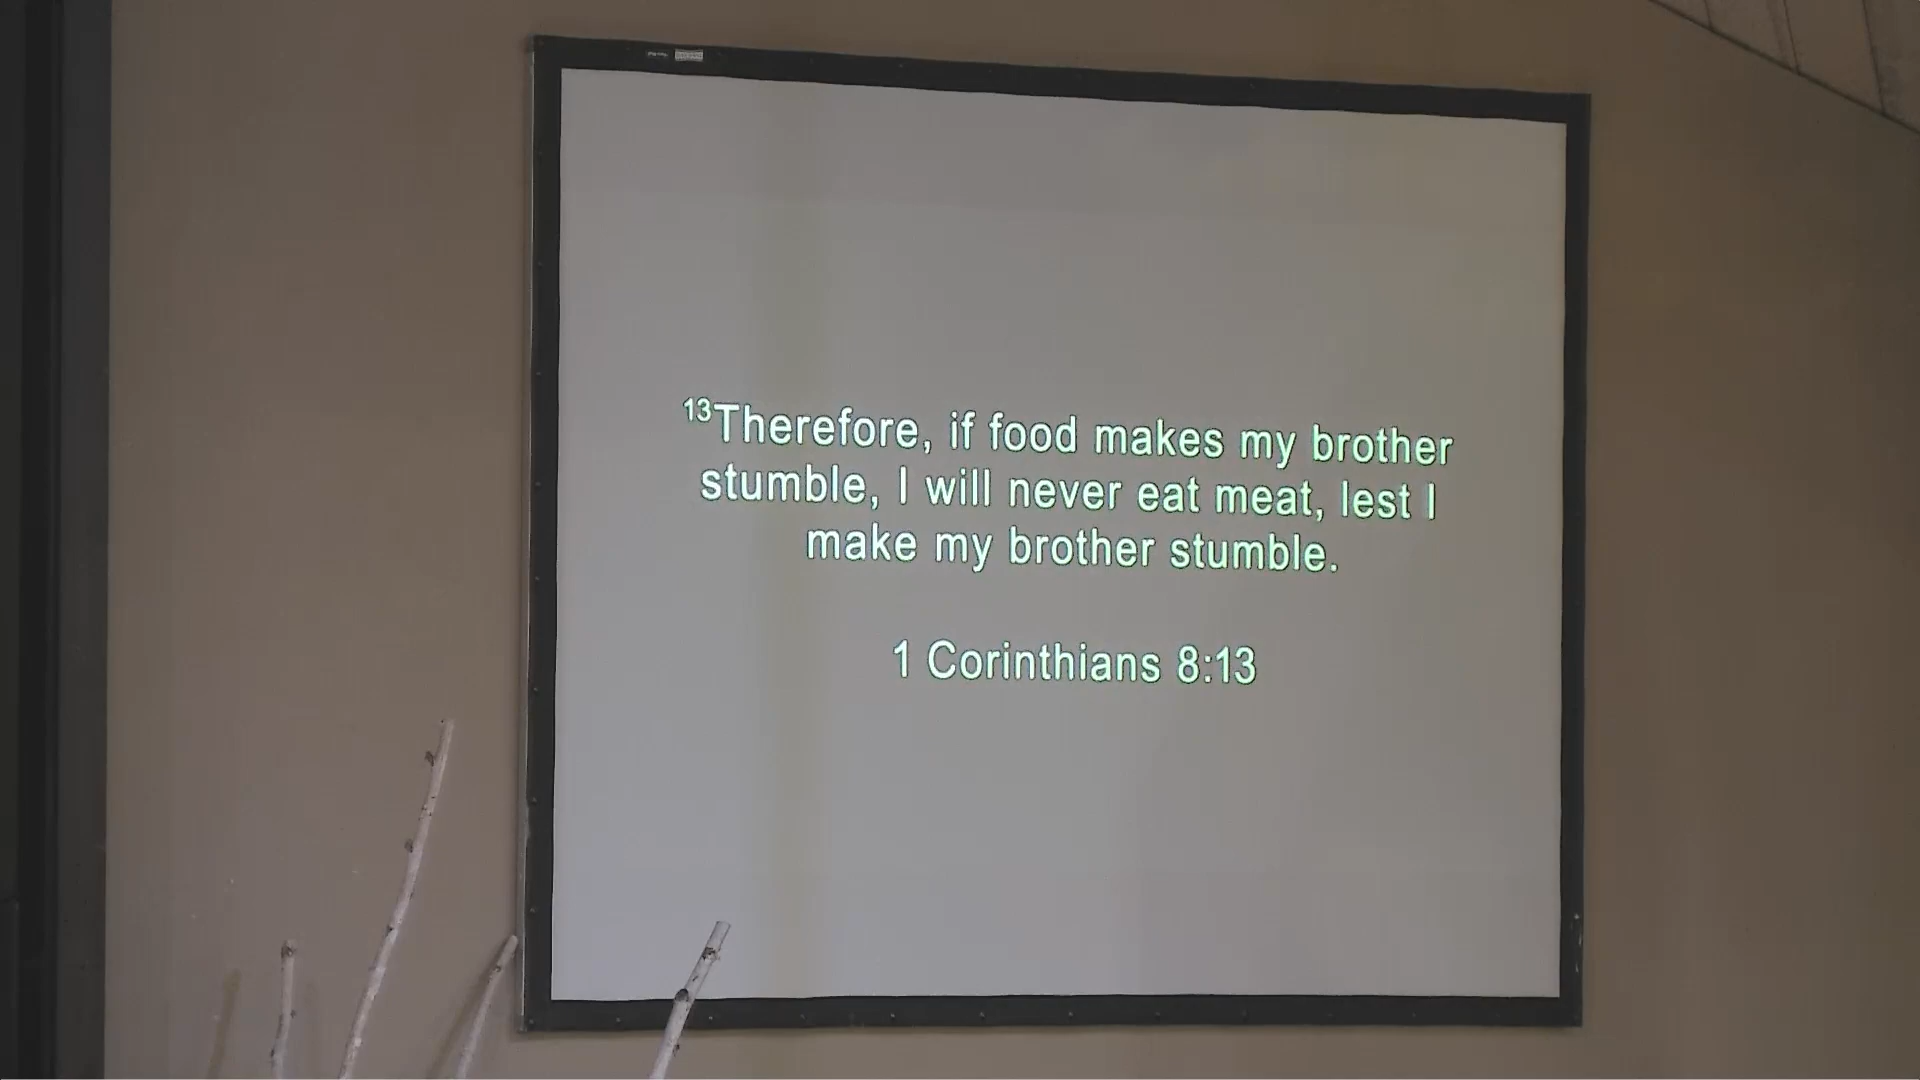 13Therefore, if food makes my brother
stumble, I will never eat meat, lest I
make my brother stumble.
1 Corinthians 8:13